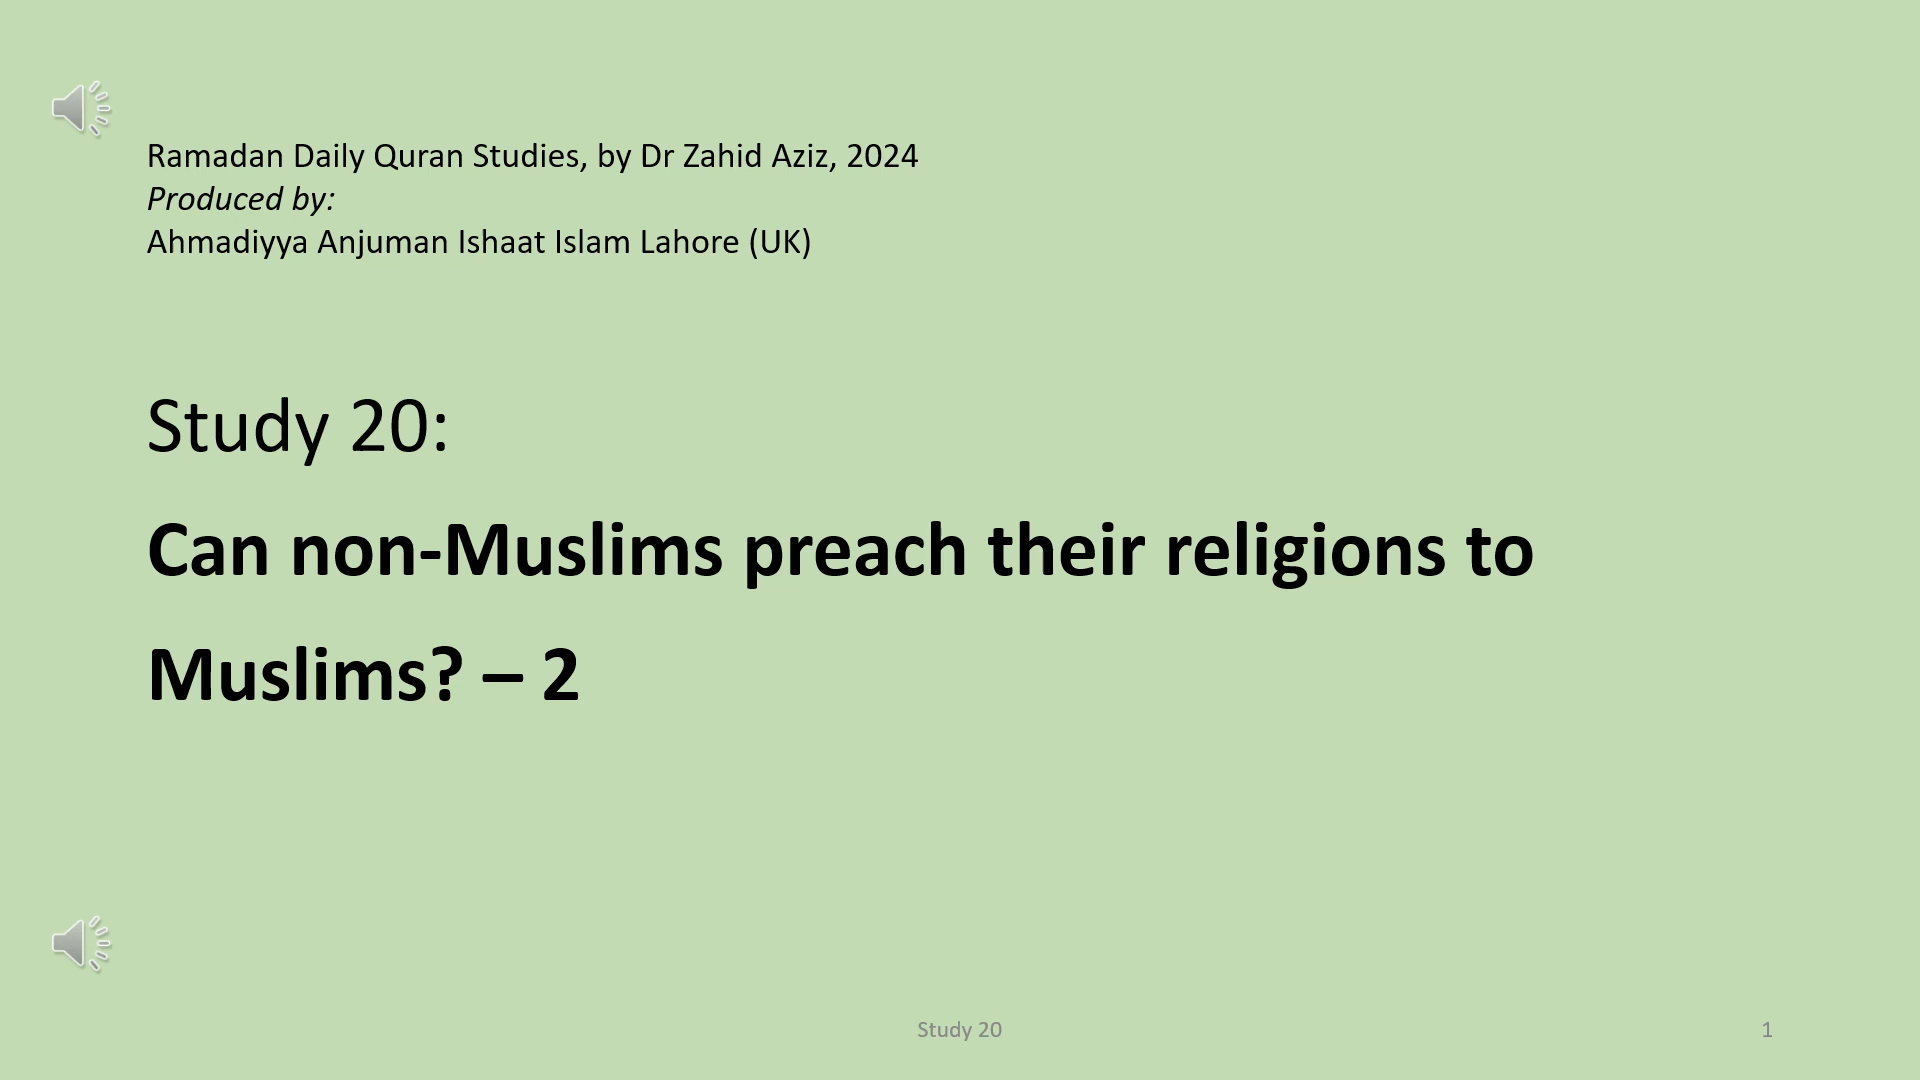 Ramadan Daily Quran Studies, by Dr Zahid Aziz, 2024
Produced by:
Ahmadiyya Anjuman Ishaat Islam Lahore (UK)
Study 20:
Can non-Muslims preach their religions to
Muslims? – 2
Study 20
1